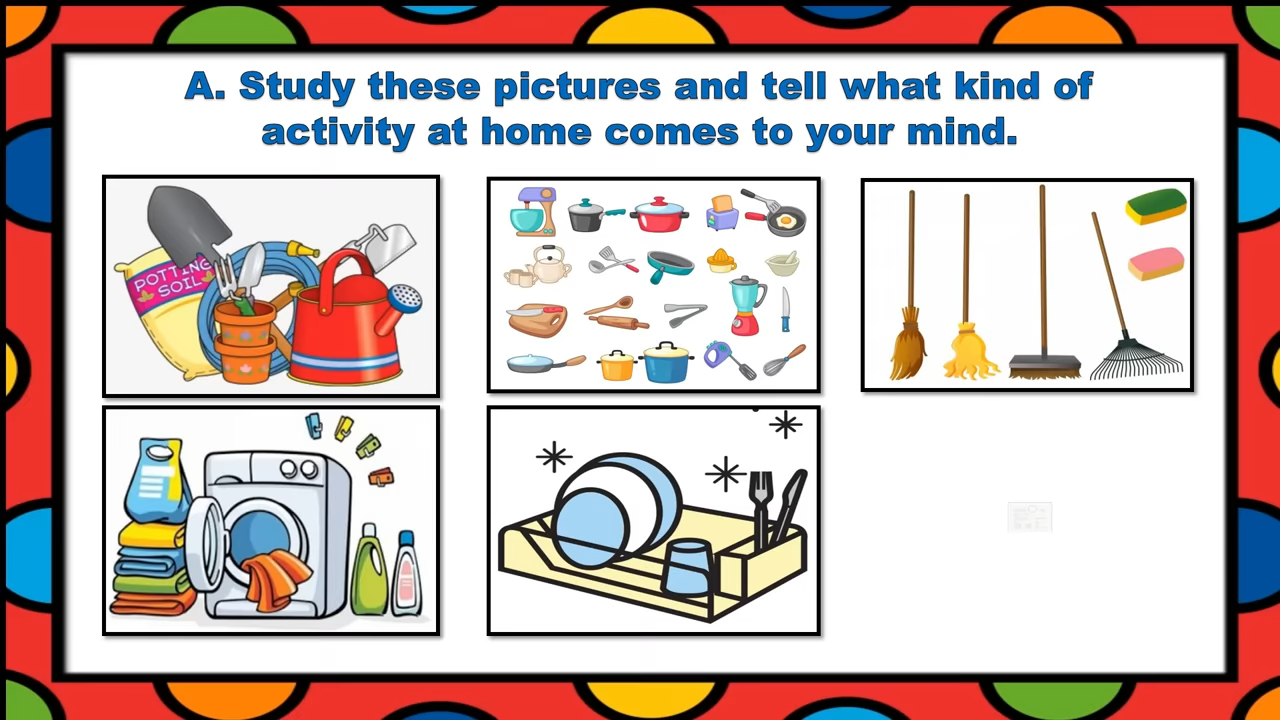 A. Study these pictures and tell what kind of
activity at home comes to your mind.
POTTING
SOIL